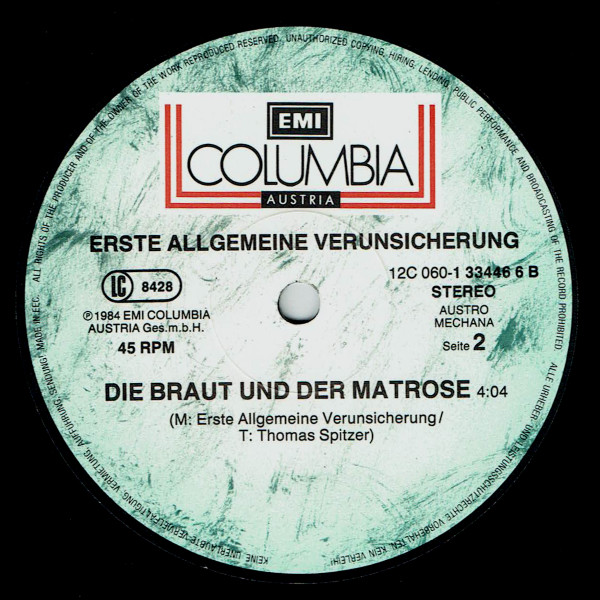 ALL RIGHTS OF THE PRODUCER AND OF THE OWNER OF THE WORK REPRODUCED RESERVED. UNAUTHORIZED COPYING, HIRING, LENDING, PUBLIC PERFORMANCE AND BROADCASTING OF THE RECORD PROHIBITED.
EMI
COLUMBIA
AUSTRIA
ERSTE ALLGEMEINE VERUNSICHERUNG
LC 8428
12C 060-1 33446 6 B
STEREO
℗ 1984 EMI COLUMBIA
AUSTRIA Ges.m.b.H.
AUSTRO
MECHANA
45 RPM
Seite 2
DIE BRAUT UND DER MATROSE 4:04
(M: Erste Allgemeine Verunsicherung/
T: Thomas Spitzer)
ALLE URHEBER- UND LEISTUNGSSCHUTZRECHTE VORBEHALTEN. KEIN VERLEIH!
KEINE UNERLAUBTE VERVIELFÄLTIGUNG, VERMIETUNG, AUFFÜHRUNG, SENDUNG! MADE IN EEC.